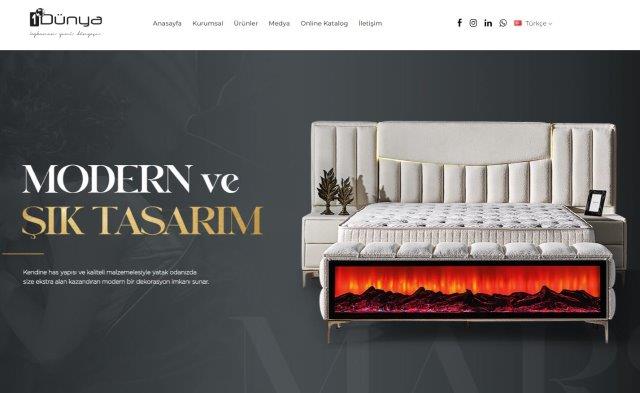 Dünya
Anasayfa Kurumsal Ürünler Medya Online Katalog İletişim
Türkçe
MODERN ve
ŞIK TASARIM
Kendine has yapısı ve kaliteli malzemelesiyle yatak odanızda
size ekstra alan kazandıran modern bir dekorasyon imkanı sunar.
MARS